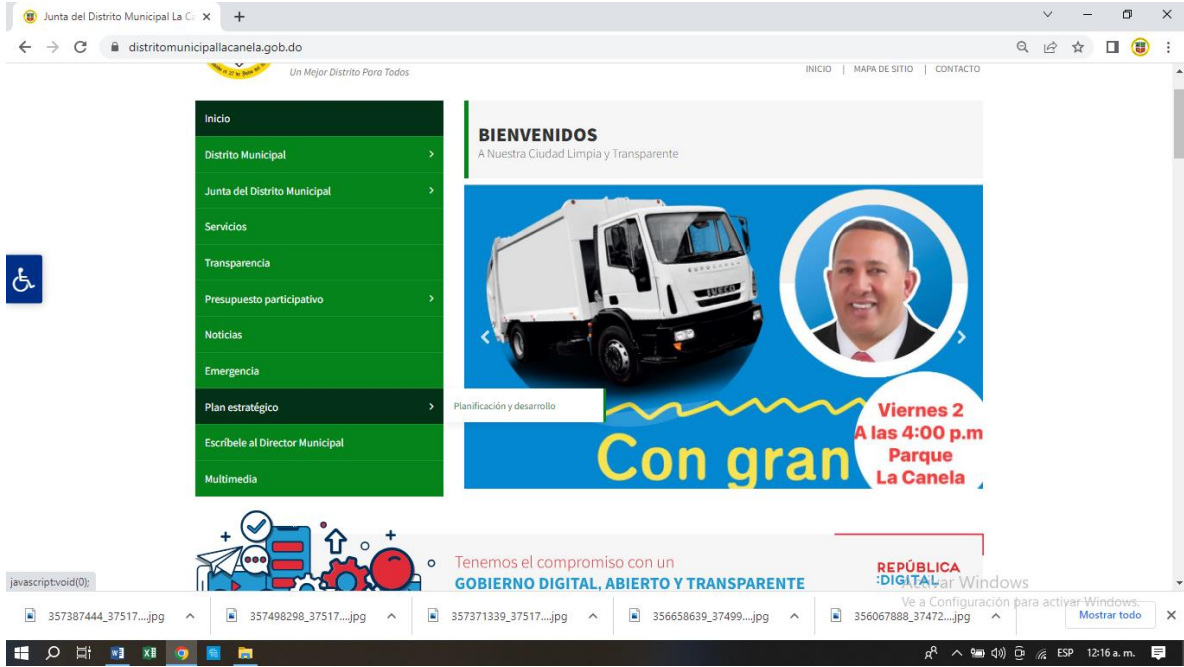 Junta del Distrito Municipal La Ca
distritomunicipallacanela.gob.do
Un Mejor Distrito Para Todos
INICIO | MAPA DE SITIO | CONTACTO
Inicio
Distrito Municipal
Junta del Distrito Municipal
Servicios
Transparencia
Presupuesto participativo
Noticias
Emergencia
Plan estratégico
Planificación y desarrollo
Escríbele al Director Municipal
Multimedia
BIENVENIDOS
A Nuestra Ciudad Limpia y Transparente
IVECO
Viernes 2
A las 4:00 p.m
Parque
La Canela
Con gran
Tenemos el compromiso con un
GOBIERNO DIGITAL, ABIERTO Y TRANSPARENTE
REPÚBLICA
:DIGITAL
Activar Windows
Ve a Configuración para activar Windows.
javascript:void(0);
357387444_37517....jpg
357498298_37517....jpg
357371339_37517....jpg
356658639_37499....jpg
356067888_37472....jpg
Mostrar todo
ESP
12:16 a. m.